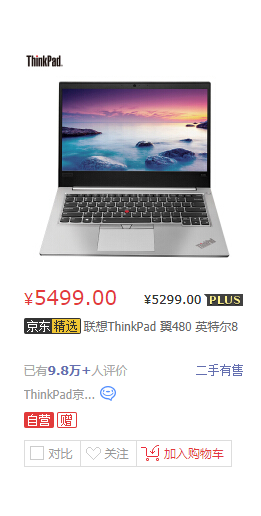 ThinkPad
¥5499.00 ¥5299.00 PLUS
京东精选 联想ThinkPad 翼480 英特尔8
已有9.8万+人评价 二手有售
ThinkPad京...
自营 赠
对比 关注 加入购物车